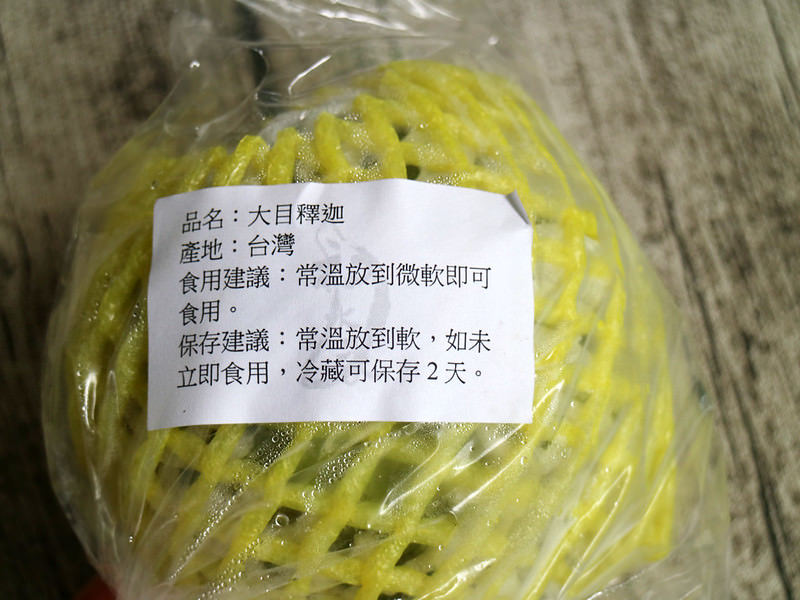 品名：大目釋迦
產地：台灣
食用建議：常溫放到微軟即可
食用。
保存建議：常溫放到軟，如未
立即食用，冷藏可保存 2 天。